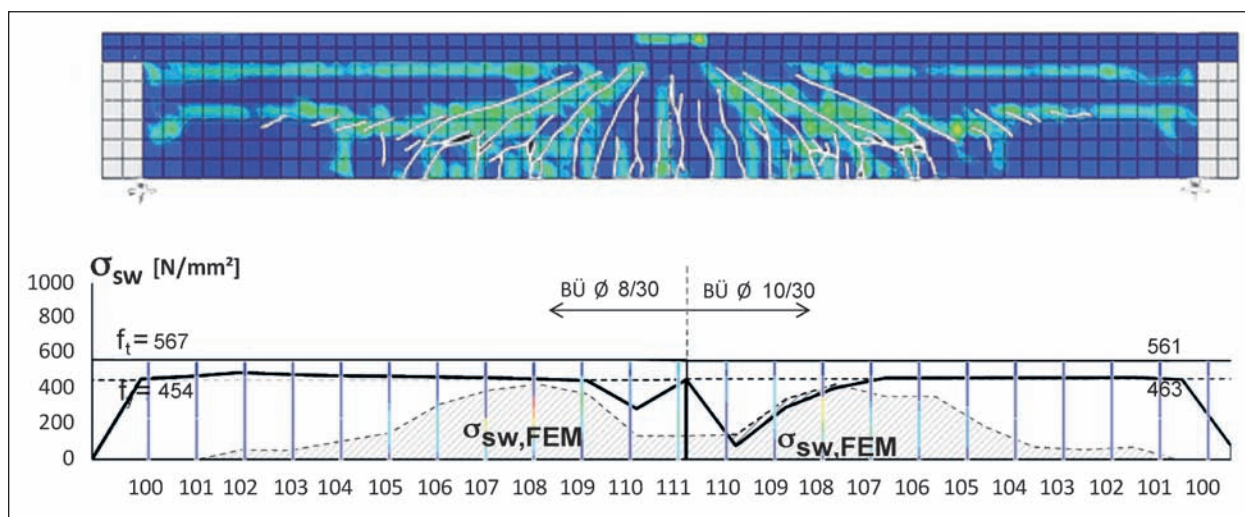 σsw [N/mm²]
1000
800
600
400
200
0
BÜ Ø 8/30
BÜ Ø 10/30
ft = 567
561
= 454
463
σsw,FEM
σsw,FEM
100 101 102 103 104 105 106 107 108 109 110 111 110 109 108 107 106 105 104 103 102 101 100